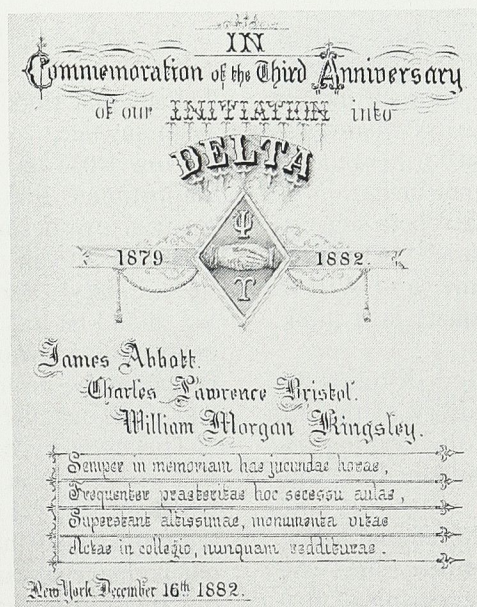 IN
Commemoration of the Third Anniversary
of our INITIATION into
DELTA
Ψ
1879 1882.
Υ
James Abbott.
Charles Lawrence Bristol.
William Morgan Kingsley.
Semper in memoriam has jucundas horas,
Frequenter praeteritas hoc secessu aulae,
Superstant altissumae, monumenta vitae
Actae in collegio, nunquam redditurae.
New York, December 16th 1882.